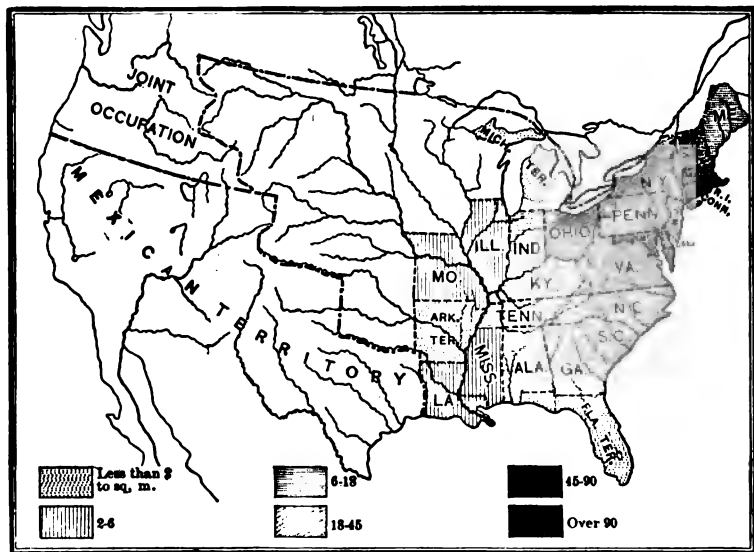 JOINT
OCCUPATION
MEXICAN TERRITORY
MICH.
TER.
M
N.Y.
R.I.
CONN.
PENN
OHIO
IND
ILL.
MO
VA.
KY.
N.C
TENN
ARK.
TER.
S.C.
MISS
ALA.
GA.
LA
FLA TER.
Less than 2
to sq, m.
6-18
45-90
2-6
18-45
Over 90